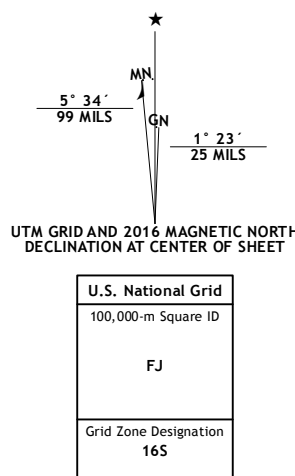 MN.
5° 34´
99 MILS
GN
1° 23´
25 MILS
UTM GRID AND 2016 MAGNETIC NORTH
DECLINATION AT CENTER OF SHEET
U.S. National Grid
100,000-m Square ID
FJ
Grid Zone Designation
16S